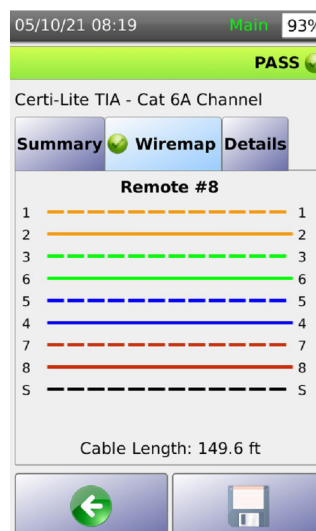 05/10/21 08:19 Main 93%
PASS
Certi-Lite TIA - Cat 6A Channel
Summary Wiremap Details
Remote #8
1 1
2 2
3 3
6 6
5 5
4 4
7 7
8 8
S S
Cable Length: 149.6 ft